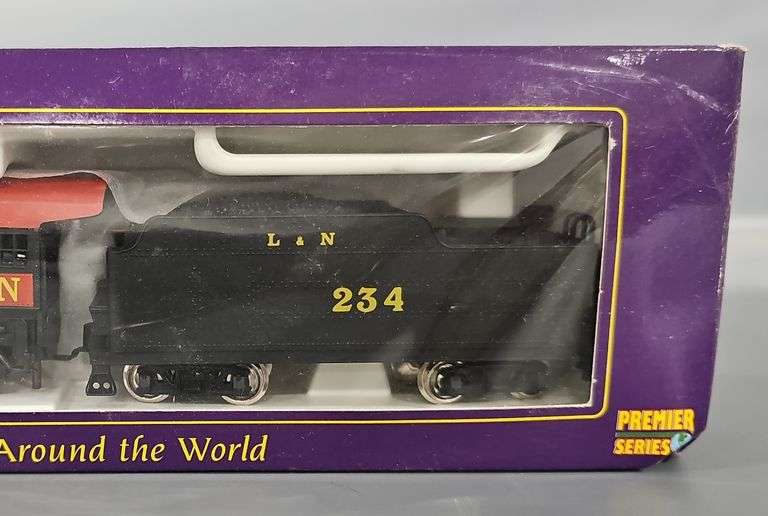 L & N
234
N
Around the World
PREMIER
SERIES